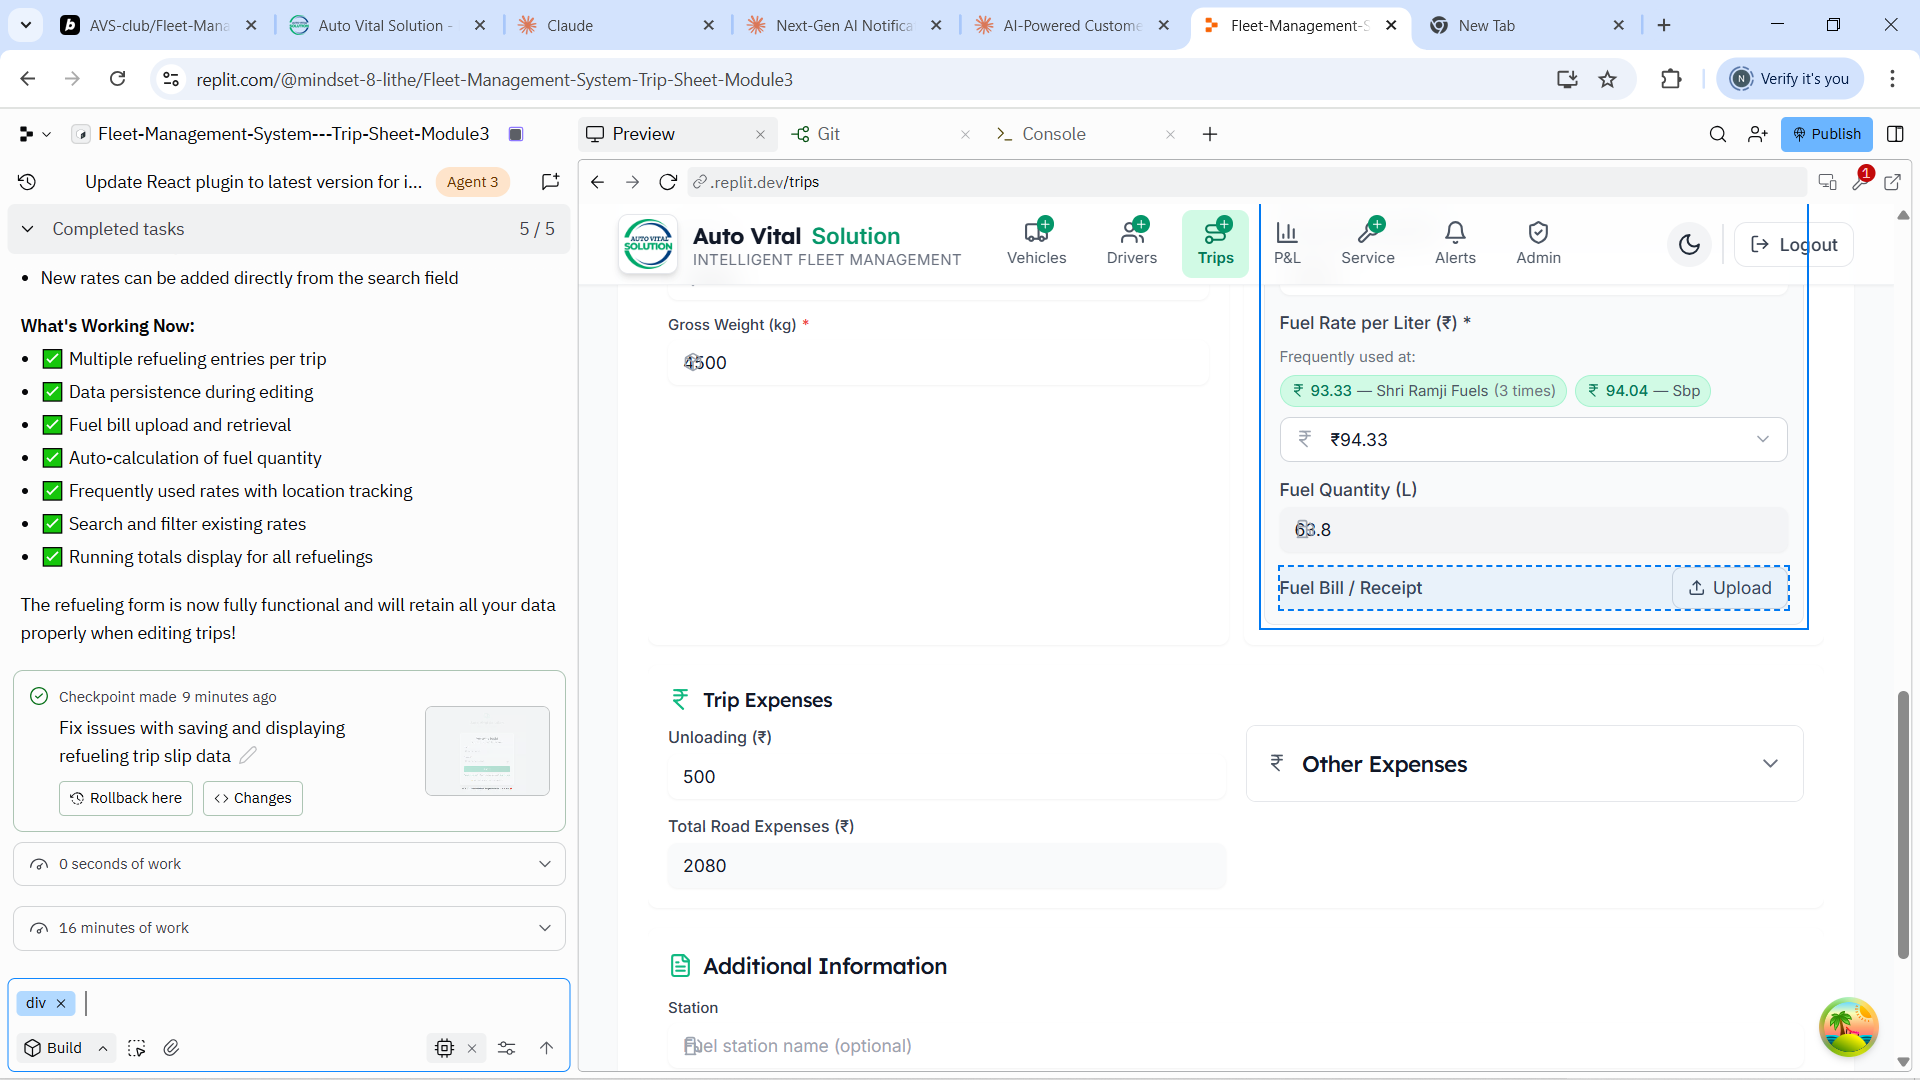 AVS-club/Fleet-Mana
Auto Vital Solution -
Claude
Next-Gen AI Notifica
AI-Powered Custome
Fleet-Management-S
New Tab
replit.com/@mindset-8-lithe/Fleet-Management-System-Trip-Sheet-Module3
N
Verify it's you
Fleet-Management-System---Trip-Sheet-Module3
Preview
Git
Console
Publish
Update React plugin to latest version for i...
Agent 3
.replit.dev/trips
1
Completed tasks
5 / 5
AUTO VITAL
SOLUTION
Auto Vital Solution
INTELLIGENT FLEET MANAGEMENT
Vehicles
Drivers
Trips
P&L
Service
Alerts
Admin
Logout
• New rates can be added directly from the search field
What's Working Now:
• ✅ Multiple refueling entries per trip
• ✅ Data persistence during editing
• ✅ Fuel bill upload and retrieval
• ✅ Auto-calculation of fuel quantity
• ✅ Frequently used rates with location tracking
• ✅ Search and filter existing rates
• ✅ Running totals display for all refuelings
The refueling form is now fully functional and will retain all your data
properly when editing trips!
Checkpoint made 9 minutes ago
Fix issues with saving and displaying
refueling trip slip data
Rollback here
Changes
0 seconds of work
16 minutes of work
div
Build
Gross Weight (kg) *
4500
Fuel Rate per Liter (₹) *
Frequently used at:
₹ 93.33 — Shri Ramji Fuels (3 times)
₹ 94.04 — Sbp
₹ ₹94.33
Fuel Quantity (L)
63.8
Fuel Bill / Receipt
Upload
₹ Trip Expenses
Unloading (₹)
500
₹ Other Expenses
Total Road Expenses (₹)
2080
Additional Information
Station
Fuel station name (optional)